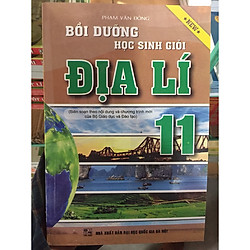 PHẠM VĂN ĐÔNG
NEW
BỒI DƯỠNG
HỌC SINH GIỎI
ĐỊA LÍ
(Biên soạn theo nội dung và chương trình mới
của Bộ Giáo dục và Đào tạo)
11
NHÀ XUẤT BẢN ĐẠI HỌC QUỐC GIA HÀ NỘI